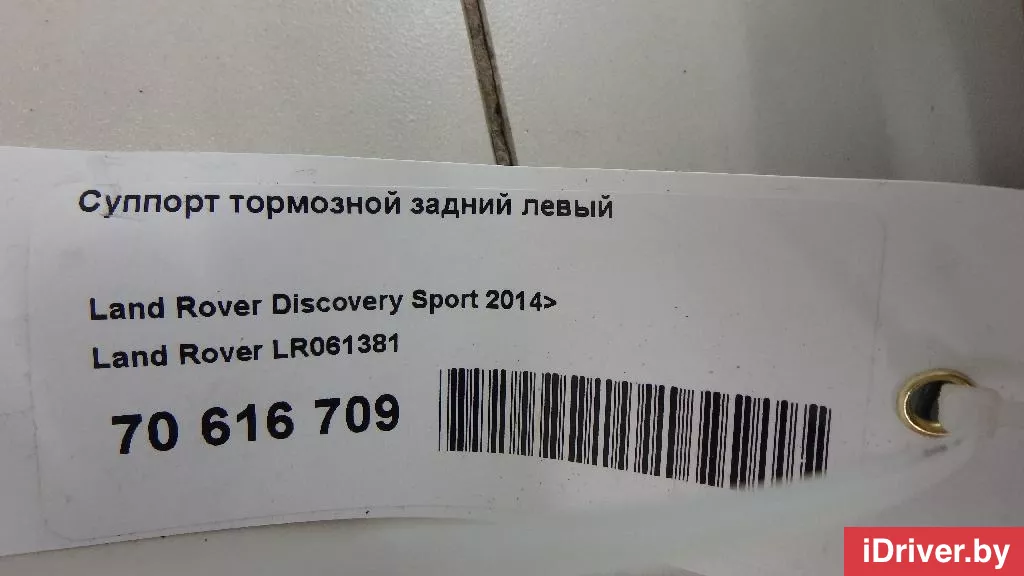 Суппорт тормозной задний левый
Land Rover Discovery Sport 2014>
Land Rover LR061381
70 616 709
iDriver.by